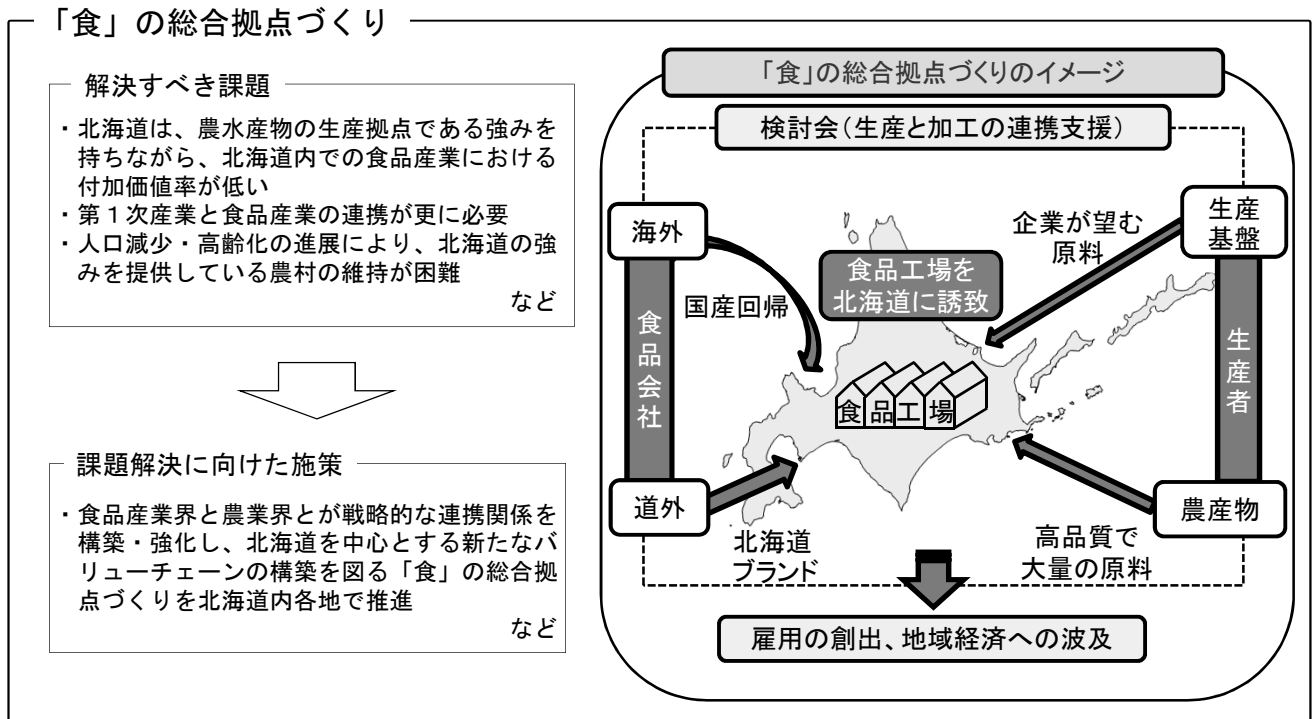 「食」の総合拠点づくり
解決すべき課題
・北海道は、農水産物の生産拠点である強みを
持ちながら、北海道内での食品産業における
付加価値率が低い
・第１次産業と食品産業の連携が更に必要
・人口減少・高齢化の進展により、北海道の強
みを提供している農村の維持が困難
など
課題解決に向けた施策
・食品産業界と農業界とが戦略的な連携関係を
構築・強化し、北海道を中心とする新たなバ
リューチェーンの構築を図る「食」の総合拠
点づくりを北海道内各地で推進
など
「食」の総合拠点づくりのイメージ
検討会（生産と加工の連携支援）
海外
食品会社
道外
国産回帰
北海道
ブランド
食品工場を
北海道に誘致
食品工場
企業が望む
原料
生産
基盤
生産者
農産物
高品質で
大量の原料
雇用の創出、地域経済への波及